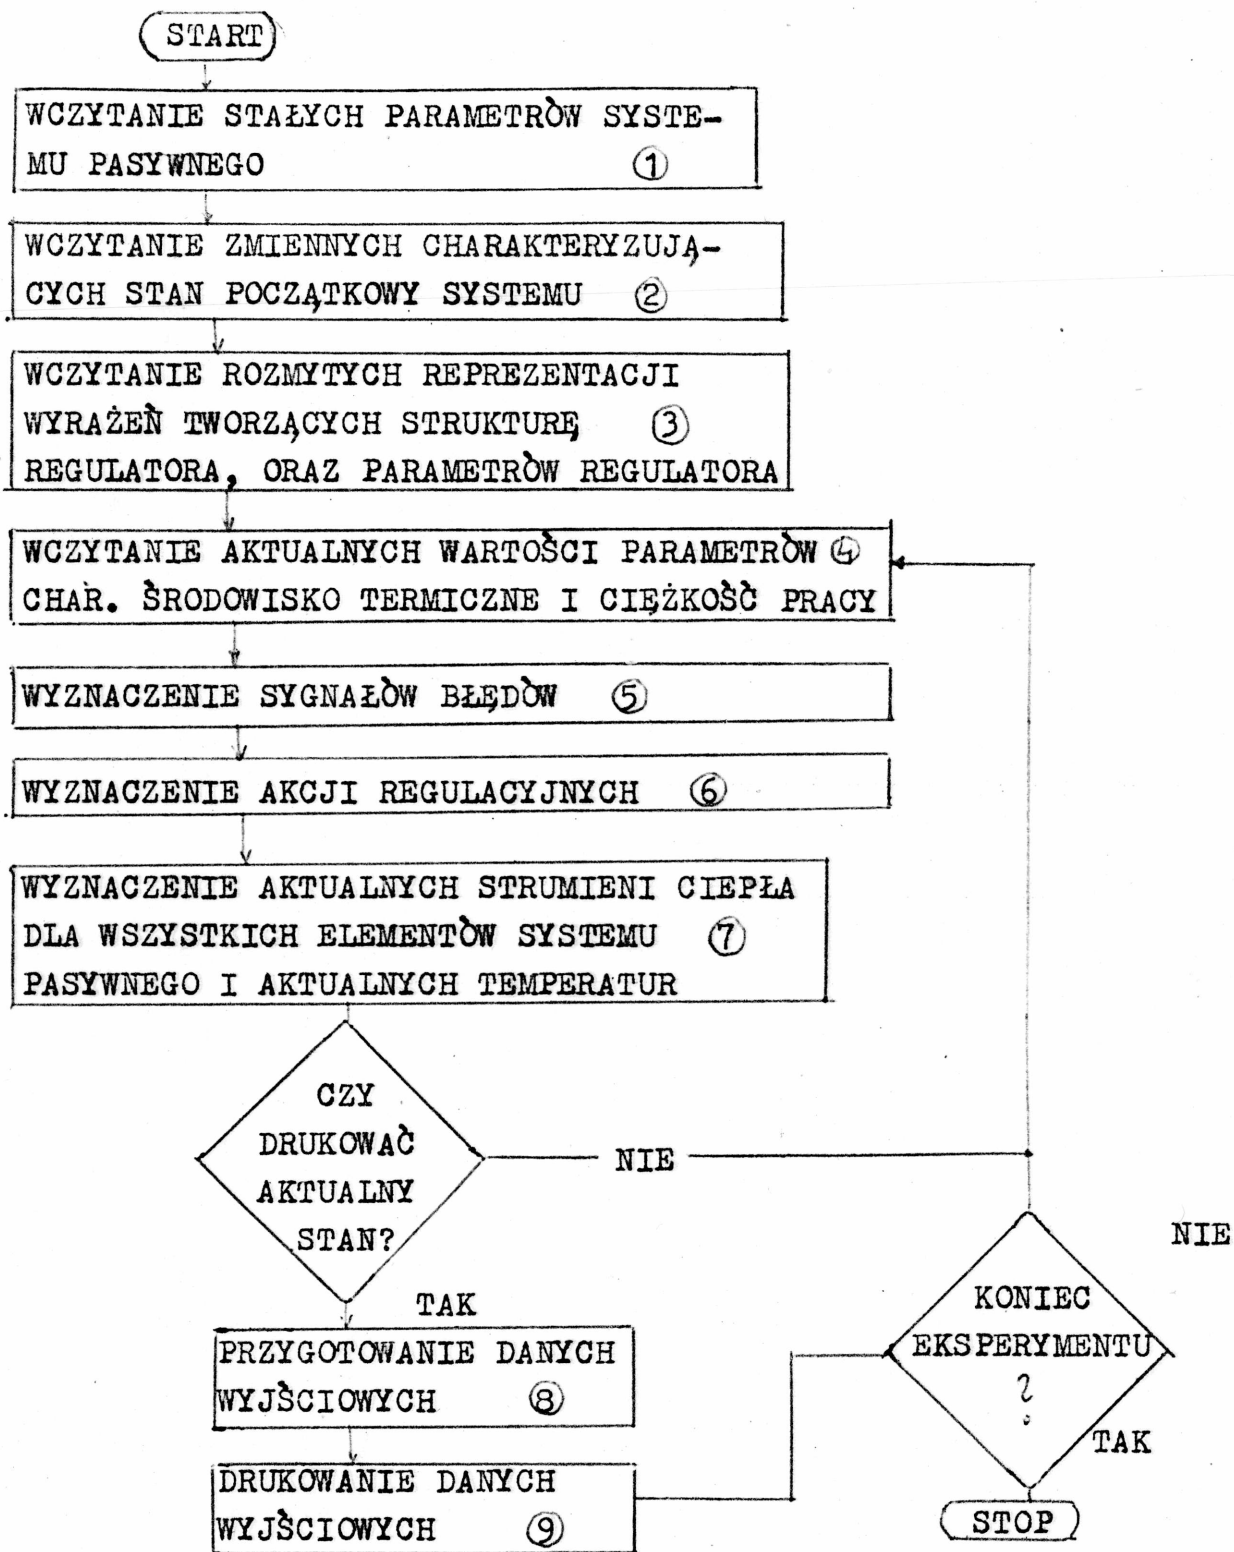 START
WCZYTANIE STAŁYCH PARAMETRÓW SYSTE-
MU PASYWNEGO ①
WCZYTANIE ZMIENNYCH CHARAKTERYZUJĄ-
CYCH STAN POCZĄTKOWY SYSTEMU ②
WCZYTANIE ROZMYTYCH REPREZENTACJI
WYRAŻEŃ TWORZĄCYCH STRUKTURĘ ③
REGULATORA, ORAZ PARAMETRÓW REGULATORA
WCZYTANIE AKTUALNYCH WARTOŚCI PARAMETRÓW ④
CHAR. ŚRODOWISKO TERMICZNE I CIĘŻKOŚĆ PRACY
WYZNACZENIE SYGNAŁÓW BŁĘDÓW ⑤
WYZNACZENIE AKCJI REGULACYJNYCH ⑥
WYZNACZENIE AKTUALNYCH STRUMIENI CIEPŁA
DLA WSZYSTKICH ELEMENTÓW SYSTEMU ⑦
PASYWNEGO I AKTUALNYCH TEMPERATUR
CZY
DRUKOWAĆ
AKTUALNY
STAN?
NIE
TAK
PRZYGOTOWANIE DANYCH
WYJŚCIOWYCH ⑧
DRUKOWANIE DANYCH
WYJŚCIOWYCH ⑨
KONIEC
EKSPERYMENTU
?
NIE
TAK
STOP